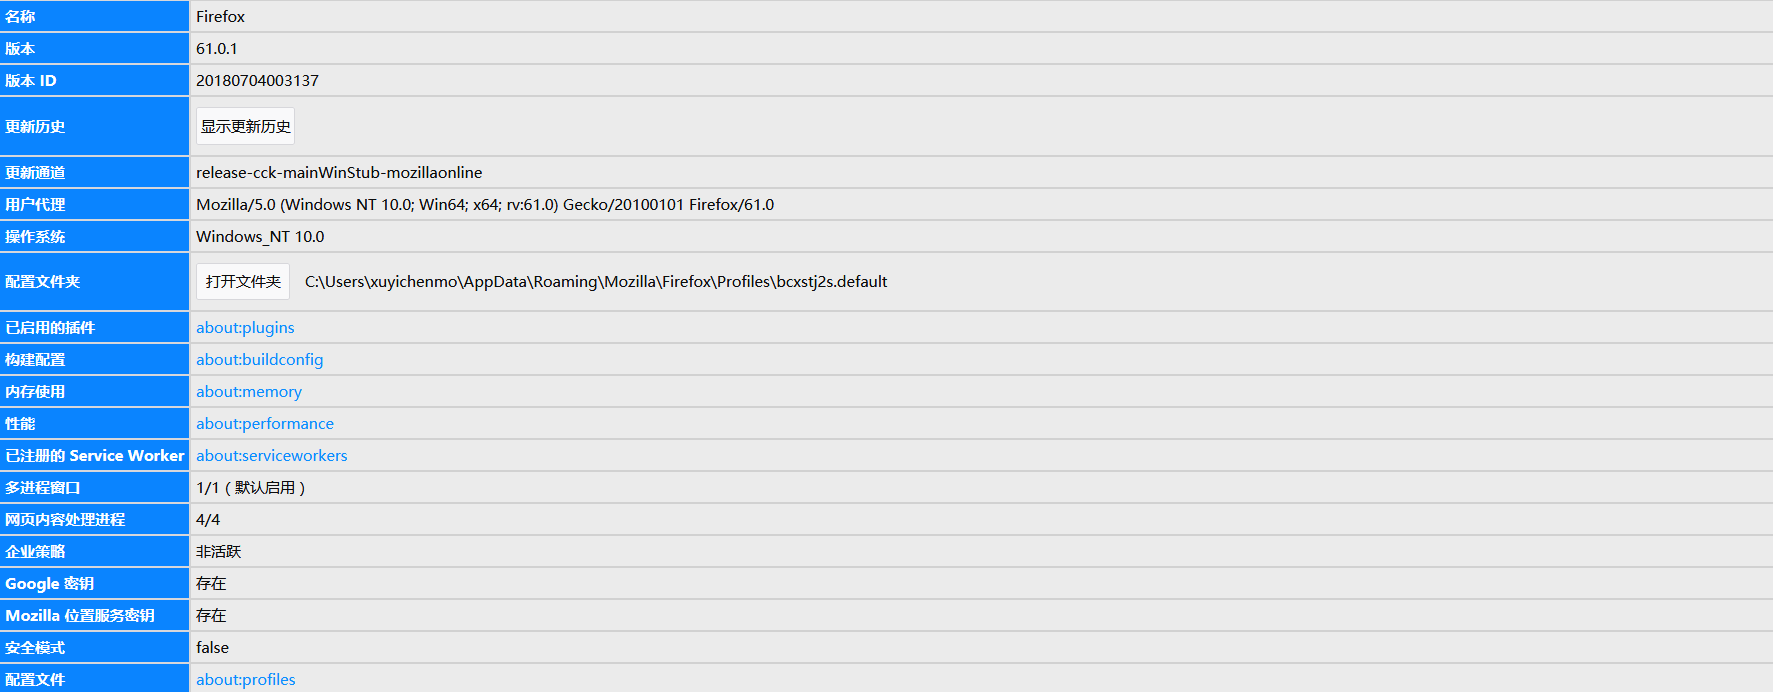 名称 Firefox
版本 61.0.1
版本 ID 20180704003137
更新历史 显示更新历史
更新通道 release-cck-mainWinStub-mozillaonline
用户代理 Mozilla/5.0 (Windows NT 10.0; Win64; x64; rv:61.0) Gecko/20100101 Firefox/61.0
操作系统 Windows_NT 10.0
配置文件夹 打开文件夹 C:\Users\xuyichenmo\AppData\Roaming\Mozilla\Firefox\Profiles\bcxstj2s.default
已启用的插件 about:plugins
构建配置 about:buildconfig
内存使用 about:memory
性能 about:performance
已注册的 Service Worker about:serviceworkers
多进程窗口 1/1（默认启用）
网页内容处理进程 4/4
企业策略 非活跃
Google 密钥 存在
Mozilla 位置服务密钥 存在
安全模式 false
配置文件 about:profiles